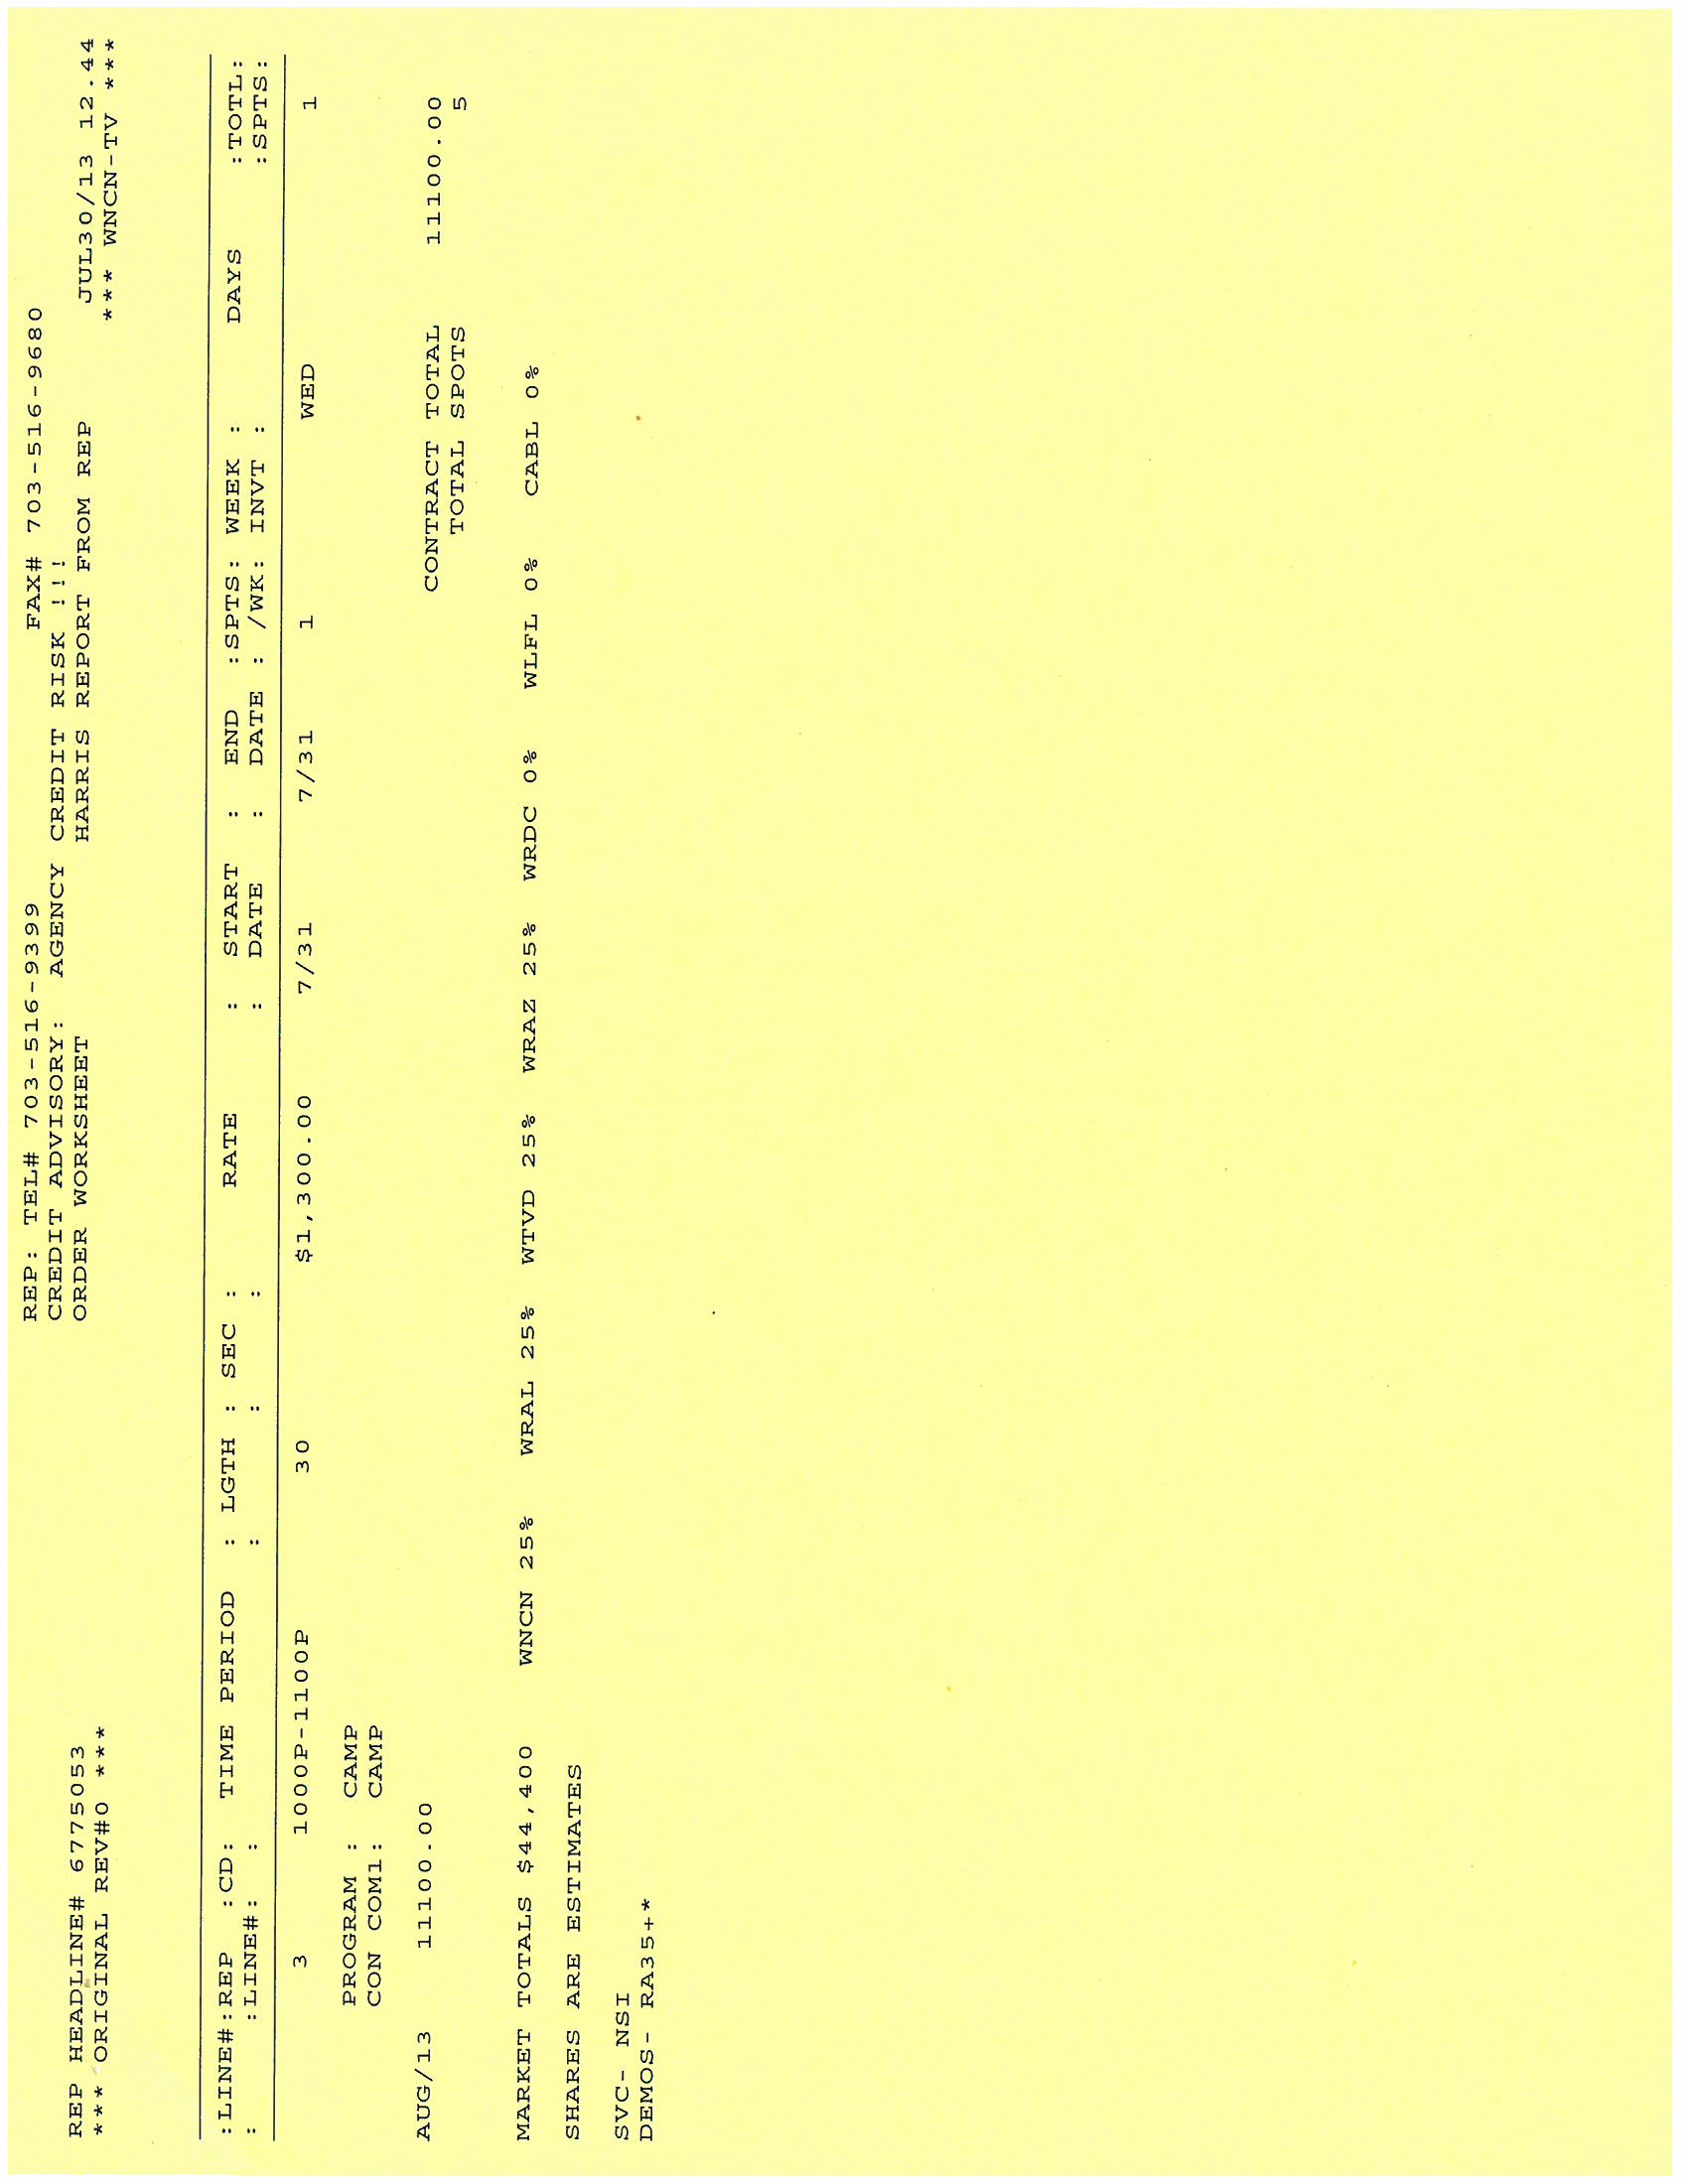 REP: TEL# 703-516-9399 FAX# 703-516-9680
CREDIT ADVISORY: AGENCY CREDIT RISK !!!
REP HEADLINE# 6775053 ORDER WORKSHEET HARRIS REPORT FROM REP JUL30/13 12.44
*** ORIGINAL REV#0 *** *** WNCN-TV ***
:LINE#:REP :CD: TIME PERIOD : LGTH : SEC : RATE : START : END :SPTS: WEEK : DAYS :TOTL:
: :LINE#: : : : : : DATE : DATE : /WK: INVT : :SPTS:
3 1000P-1100P 30 $1,300.00 7/31 7/31 1 WED 1
PROGRAM : CAMP
CON COM1: CAMP
AUG/13 11100.00 CONTRACT TOTAL 11100.00
TOTAL SPOTS 5
MARKET TOTALS $44,400 WNCN 25% WRAL 25% WTVD 25% WRAZ 25% WRDC 0% WLFL 0% CABL 0%
SHARES ARE ESTIMATES
SVC- NSI
DEMOS- RA35+*